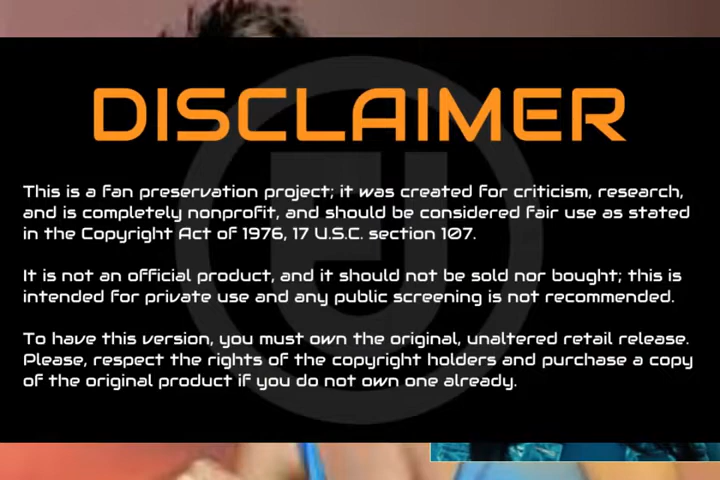 DISCLAIMER
This is a fan preservation project; it was created for criticism, research,
and is completely nonprofit, and should be considered fair use as stated
in the Copyright Act of 1976, 17 U.S.C. section 107.
It is not an official product, and it should not be sold nor bought; this is
intended for private use and any public screening is not recommended.
To have this version, you must own the original, unaltered retail release.
Please, respect the rights of the copyright holders and purchase a copy
of the original product if you do not own one already.